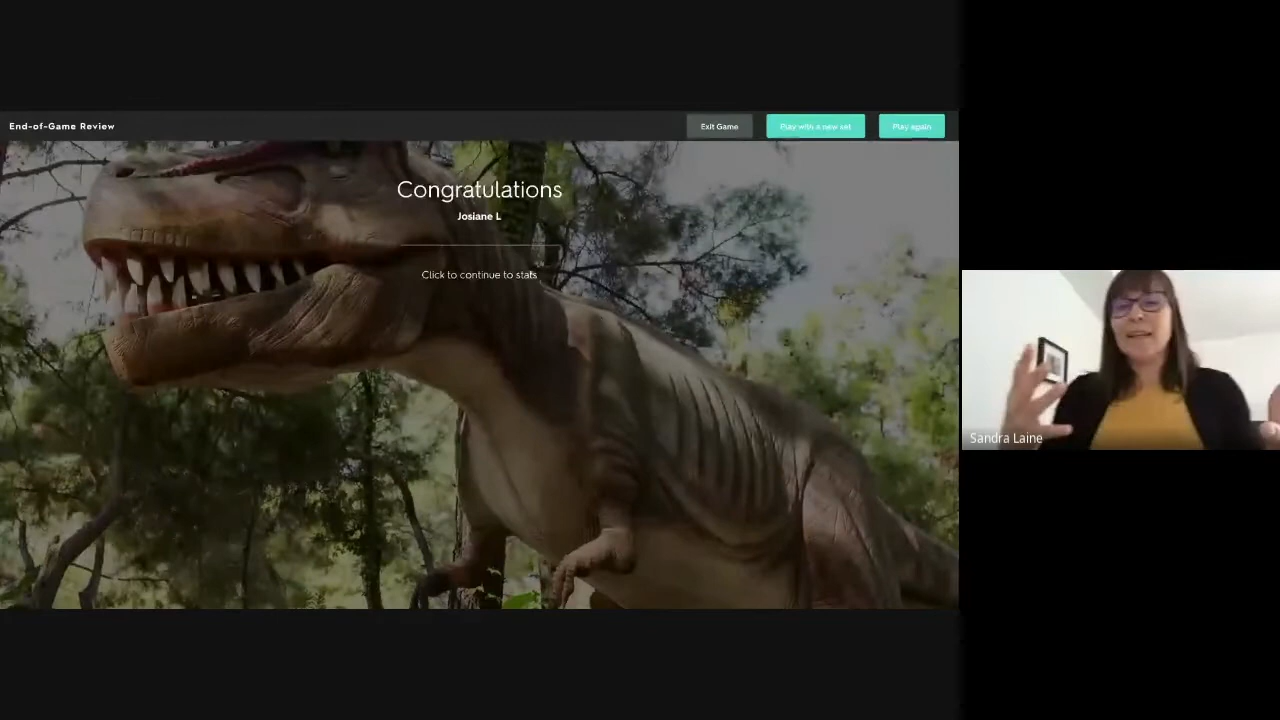 End-of-Game Review
Exit Game
Play with a new set
Play again
Congratulations
Josiane L
Click to continue to stats
Sandra Laine